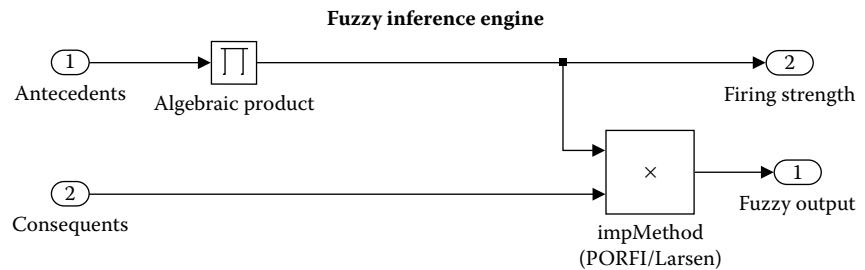 Fuzzy inference engine
1
Antecedents
∏
Algebraic product
2
Firing strength
2
Consequents
×
impMethod
(PORFI/Larsen)
1
Fuzzy output